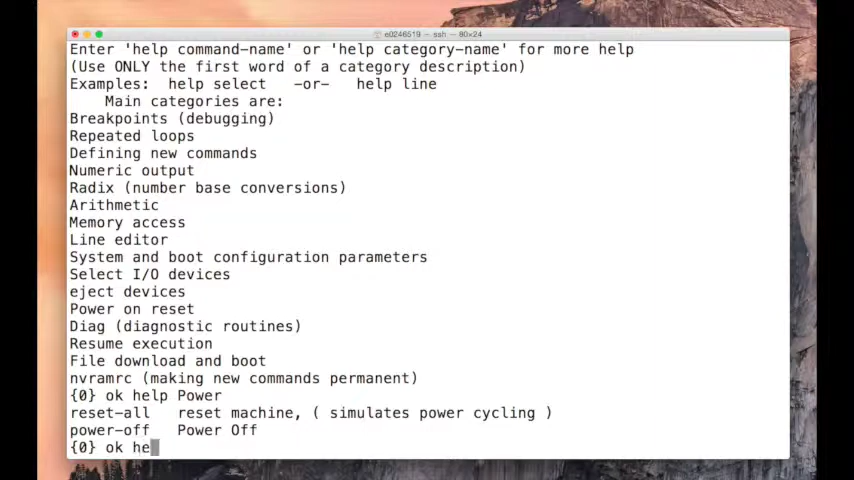 e0246519 — ssh — 80×24
Enter 'help command-name' or 'help category-name' for more help
(Use ONLY the first word of a category description)
Examples:  help select   -or-   help line
Main categories are:
Breakpoints (debugging)
Repeated loops
Defining new commands
Numeric output
Radix (number base conversions)
Arithmetic
Memory access
Line editor
System and boot configuration parameters
Select I/O devices
eject devices
Power on reset
Diag (diagnostic routines)
Resume execution
File download and boot
nvramrc (making new commands permanent)
{0} ok help Power
reset-all   reset machine, ( simulates power cycling )
power-off   Power Off
{0} ok he